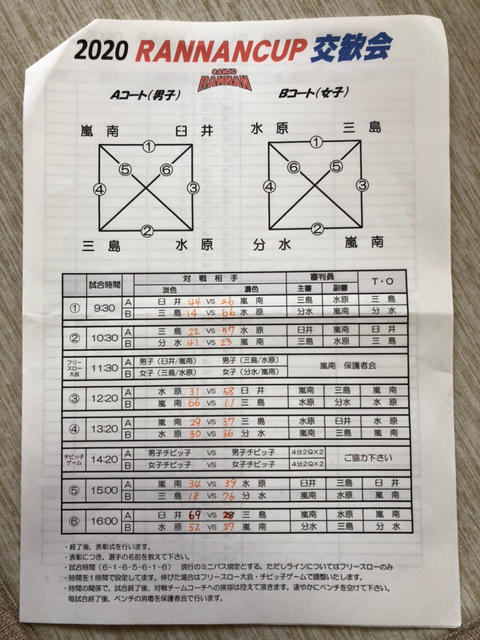 2020 RANNANCUP 交歓会
SANJO
RANNAN
Aコート(男子) Bコート(女子)
嵐南 臼井 水原 三島
① ①
⑤ ⑥ ⑤ ⑥
④ ③ ④ ③
② ②
三島 水原 分水 嵐南
試合時間 対戦相手 審判員 T・O
淡色 濃色 主審 副審
① 9:30 A 臼井 44 vs 26 嵐南 三島 水原 三島
B 三島 14 vs 66 水原 分水 嵐南 分水
② 10:30 A 三島 22 vs 57 水原 臼井 嵐南 臼井
B 分水 41 vs 23 嵐南 三島 水原 三島
フリースロー大会 11:30 A 男子(臼井/嵐南) 男子(三島/水原) 嵐南 保護者会
B 女子(三島/水原) 女子(分水/嵐南)
③ 12:20 A 水原 31 vs 58 臼井 嵐南 三島 嵐南
B 嵐南 66 vs 11 三島 水原 分水 水原
④ 13:20 A 嵐南 29 vs 37 三島 水原 臼井 水原
B 水原 30 vs 36 分水 嵐南 三島 嵐南
チビッ子ゲーム 14:20 A 男子チビッ子 vs 男子チビッ子 4分2Q×2 ご協力下さい
B 女子チビッ子 vs 女子チビッ子 4分2Q×2
⑤ 15:00 A 嵐南 34 vs 39 水原 臼井 三島 臼井
B 三島 18 vs 76 分水 水原 嵐南 水原
⑥ 16:00 A 臼井 69 vs 28 三島 嵐南 水原 嵐南
B 水原 52 vs 27 嵐南 分水 三島 分水
・終了後、表彰式を行います。
・表彰につき、選手の名前を教えて下さい。
・試合時間(6-1-6-5-6-1-6) 現行のミニバス規定とする。ただしラインについてはフリースローのみ
・時間を1時間で設定してます。伸びた場合はフリースロー大会・チビッ子ゲームで調整いたします。
・時間の関係で、試合終了後、対戦チームコーチへの挨拶は控えて頂きます。速やかにベンチを空けて下さい。
毎試合終了後、ベンチの消毒を保護者会で行います。